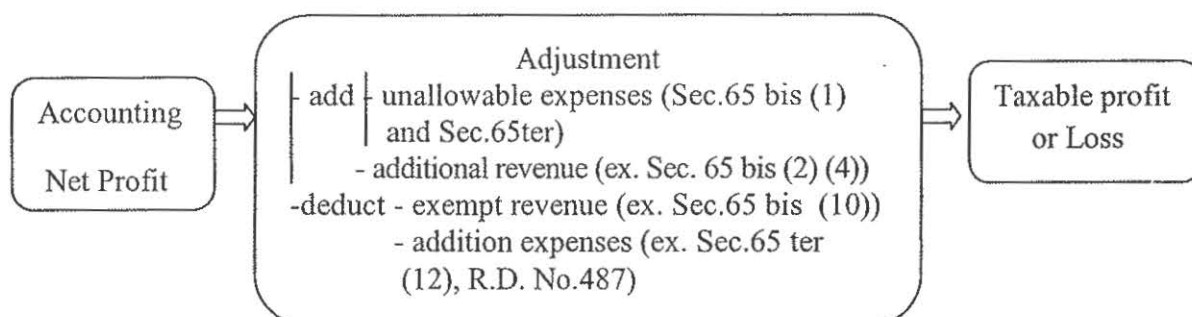 Accounting
Net Profit
Adjustment
- add - unallowable expenses (Sec.65 bis (1)
and Sec.65ter)
- additional revenue (ex. Sec. 65 bis (2) (4))
-deduct - exempt revenue (ex. Sec.65 bis (10))
- addition expenses (ex. Sec.65 ter
(12), R.D. No.487)
Taxable profit
or Loss